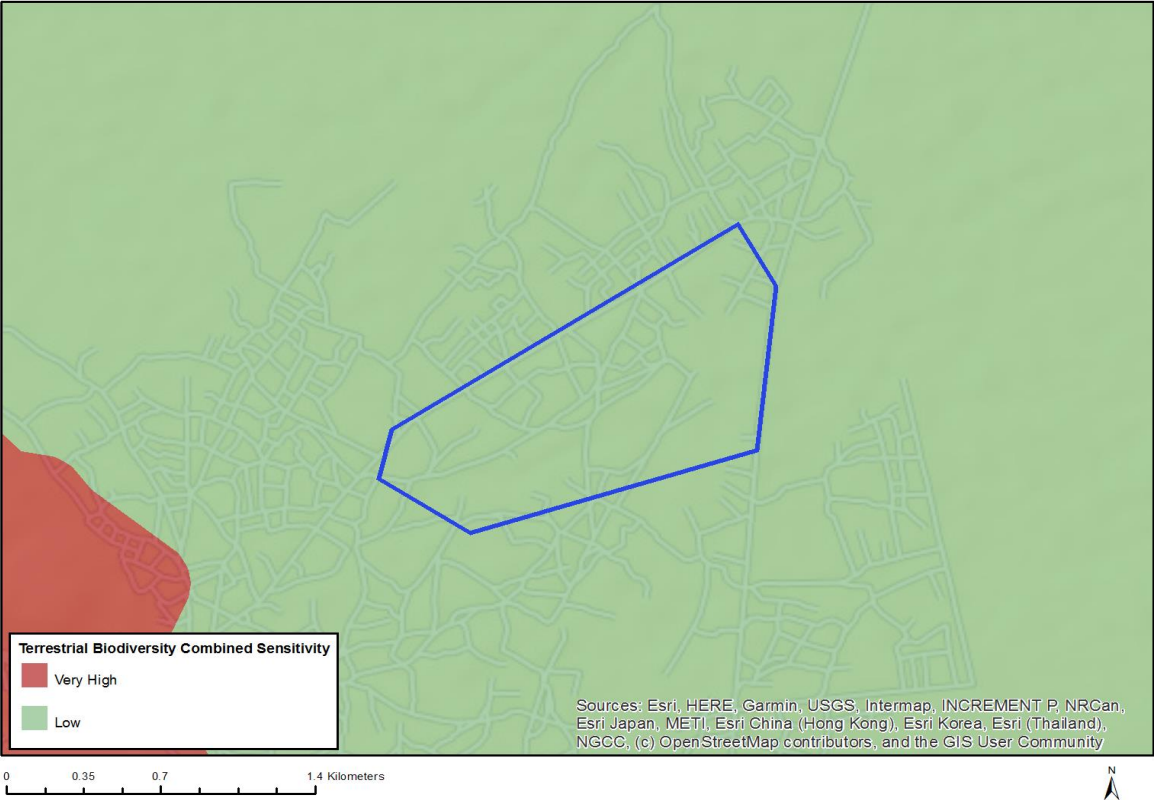 Terrestrial Biodiversity Combined Sensitivity
Very High
Low
Sources: Esri, HERE, Garmin, USGS, Intermap, INCREMENT P, NRCan,
Esri Japan, METI, Esri China (Hong Kong), Esri Korea, Esri (Thailand),
NGCC, (c) OpenStreetMap contributors, and the GIS User Community
0 0.35 0.7 1.4 Kilometers
N